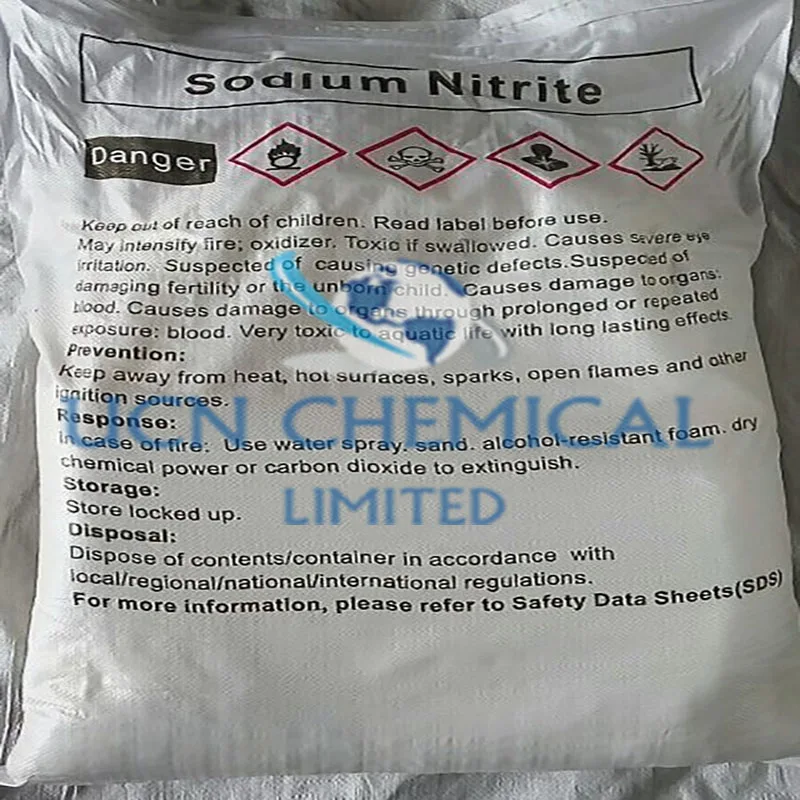 Sodium Nitrite
Danger
Keep out of reach of children. Read label before use.
May intensify fire; oxidizer. Toxic if swallowed. Causes severe eye
irritation. Suspected of causing genetic defects.Suspeced of
damaging fertility or the unborn child. Causes damage to organs:
blood. Causes damage to organs through prolonged or repeated
exposure: blood. Very toxic to aquatic life with long lasting effects.
Prevention:
Keep away from heat, hot surfaces, sparks, open flames and other
ignition sources.
Response:
In case of fire: Use water spray. sand. alcohol-resistant foam. dry
chemical power or carbon dioxide to extinguish.
Storage:
Store locked up.
Disposal:
Dispose of contents/container in accordance with
local/regional/national/international regulations.
For more information, please refer to Safety Data Sheets(SDS)
CHEMICAL
LIMITED